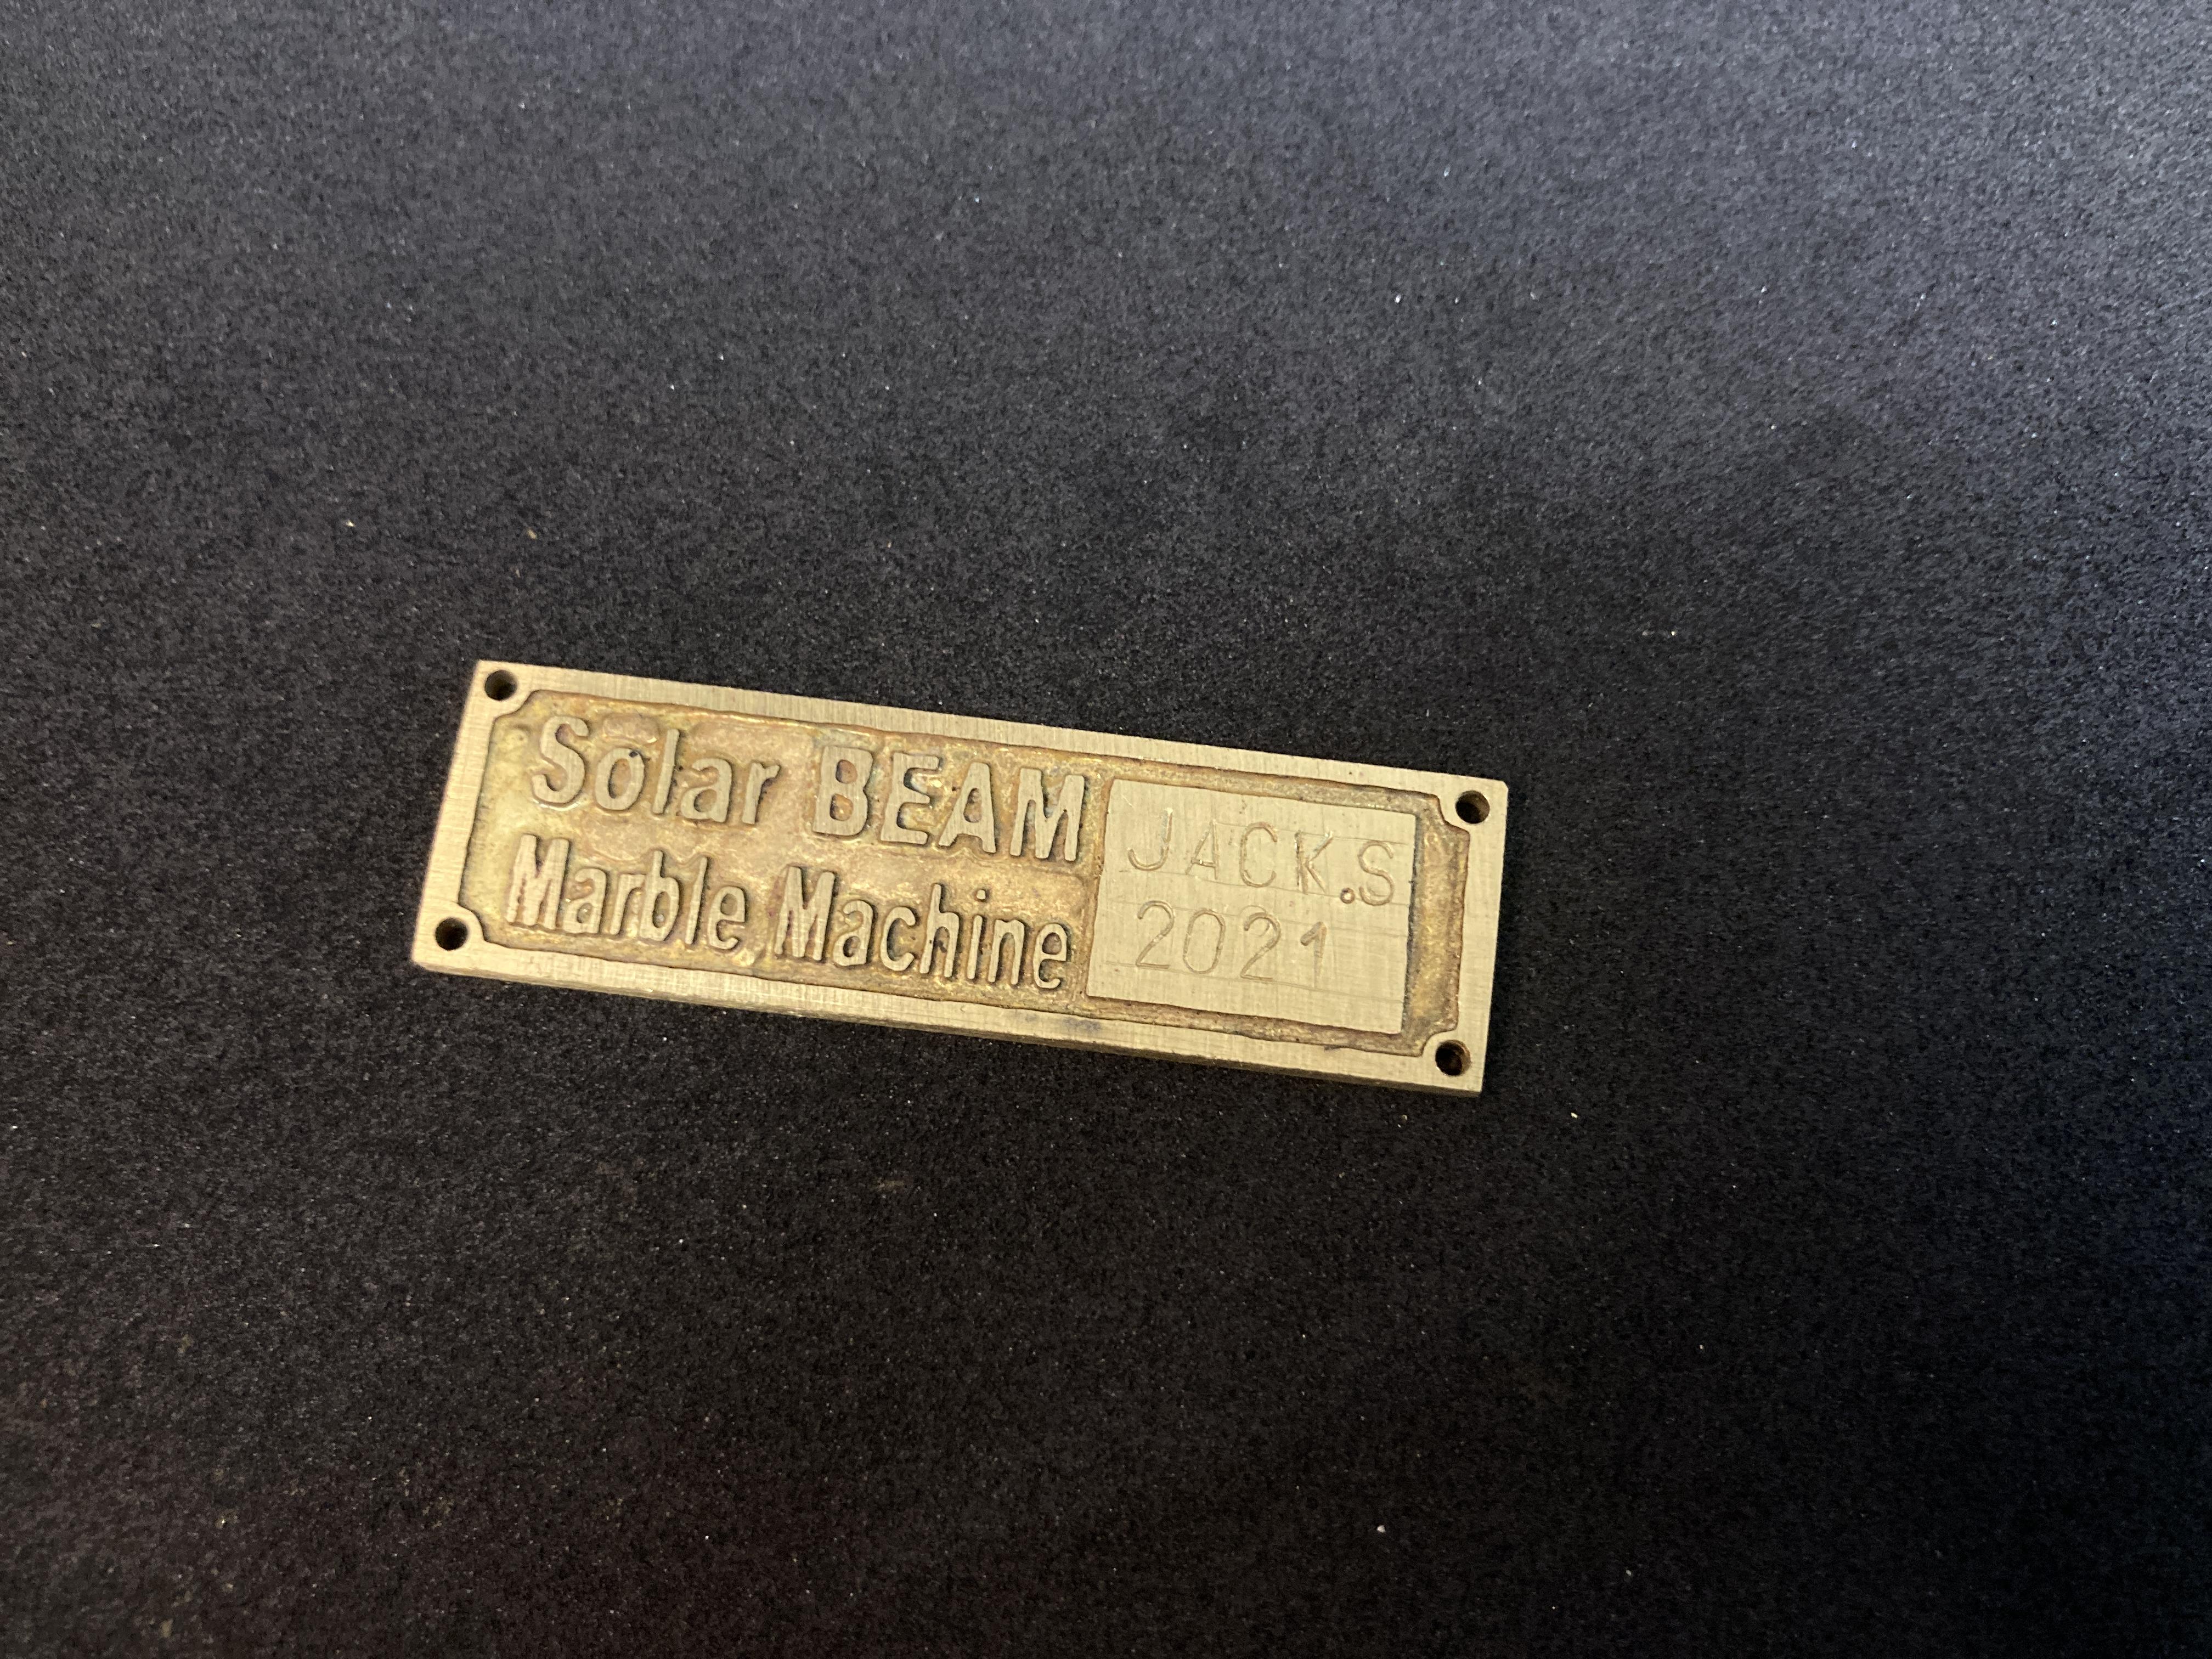 Solar BEAM
Marble Machine
JACK.S
2021